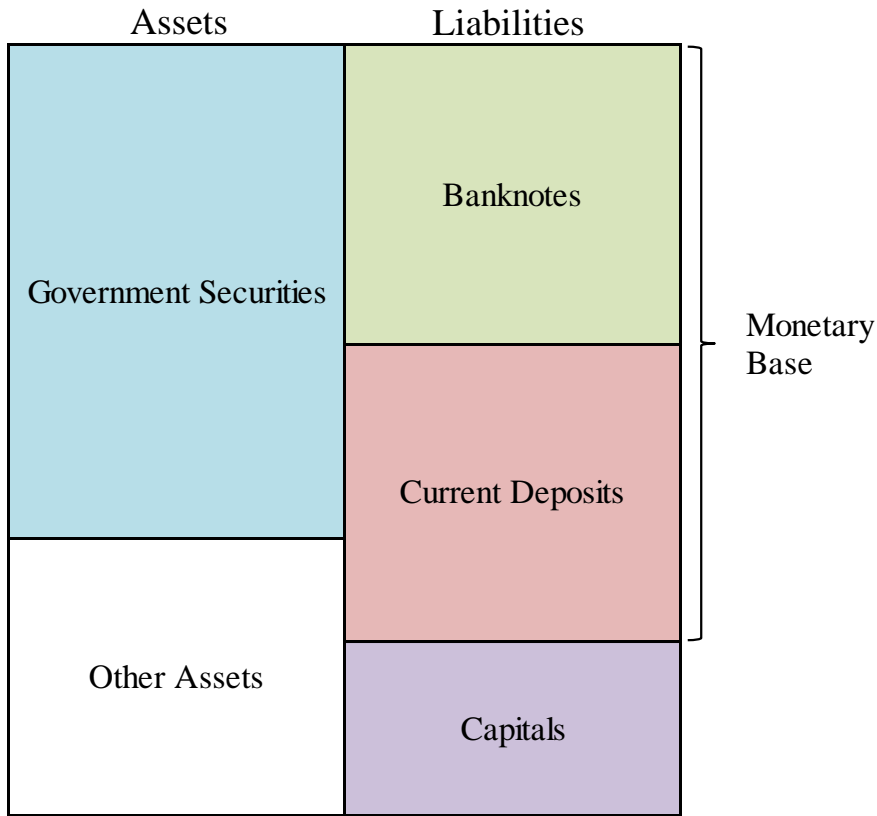 Assets
Liabilities
Banknotes
Government Securities
Monetary
Base
Current Deposits
Other Assets
Capitals